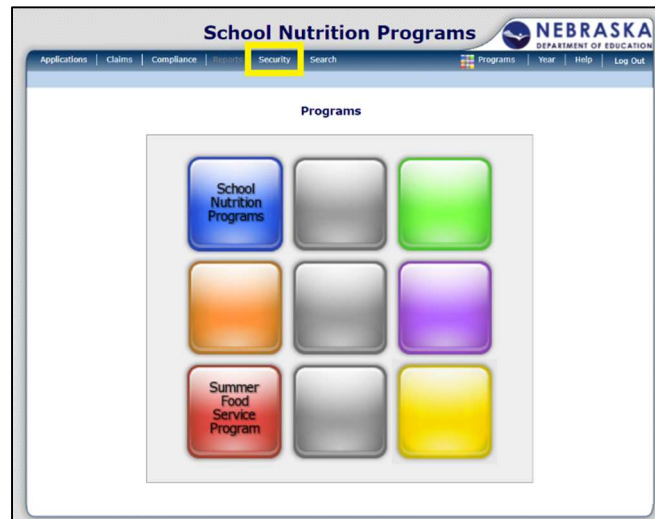 School Nutrition Programs
NEBRASKA
DEPARTMENT OF EDUCATION
Applications | Claims | Compliance | Reports | Security | Search Programs | Year | Help | Log Out
Programs
School
Nutrition
Programs
Summer
Food
Service
Program